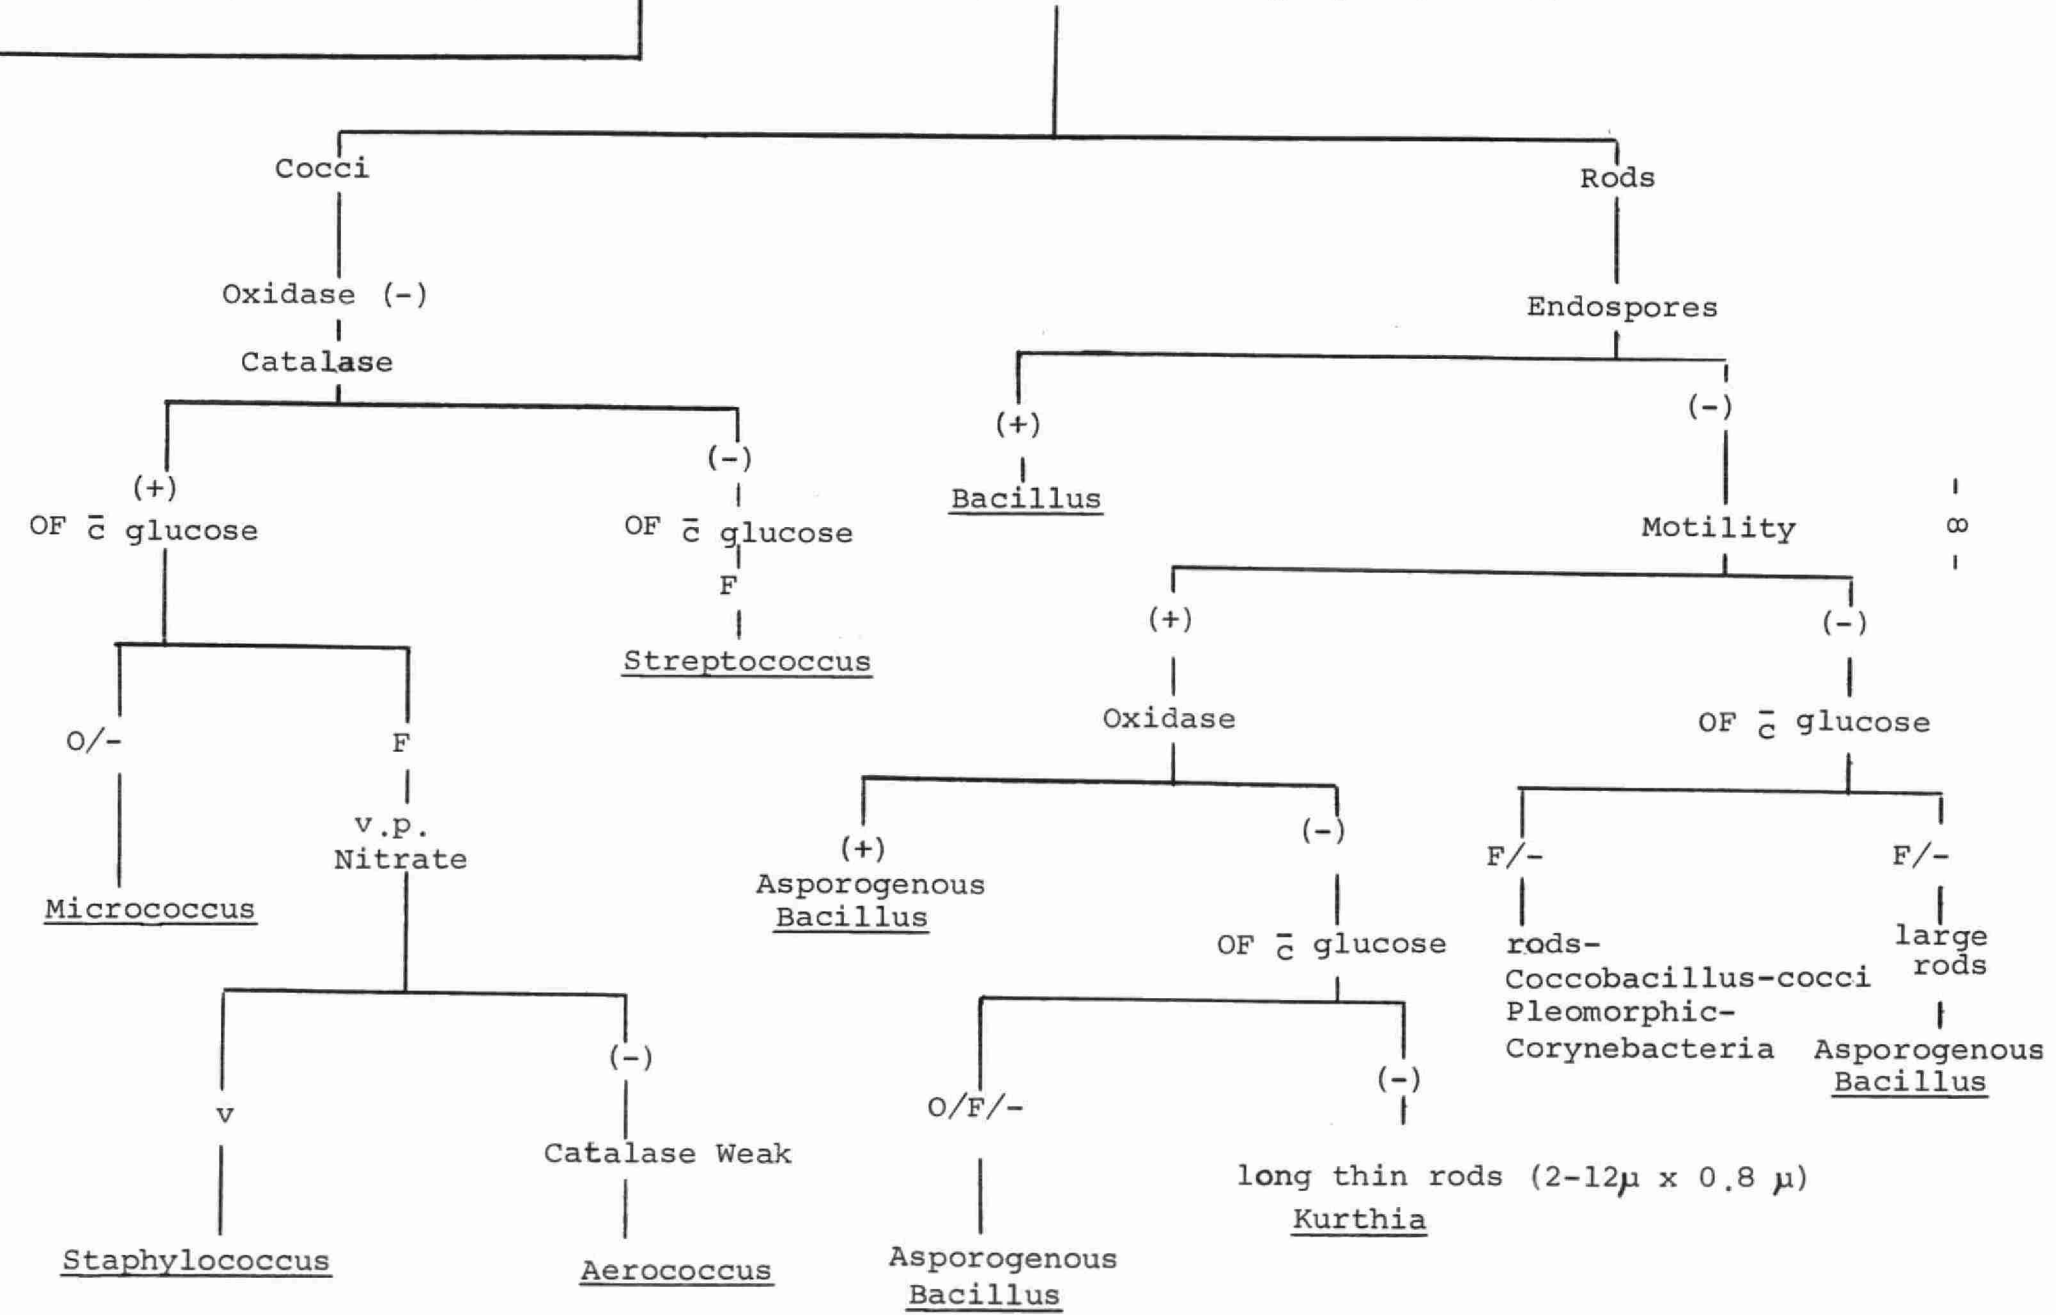 Cocci
Rods
Oxidase (-)
Endospores
Catalase
(+)
(-)
(+)
(-)
OF c̄ glucose
OF c̄ glucose
F
Bacillus
Motility
- 8 -
O/-
F
Streptococcus
(+)
(-)
Oxidase
OF c̄ glucose
v.p.
Nitrate
Micrococcus
(+)
Asporogenous
Bacillus
(-)
OF c̄ glucose
F/-
F/-
rods-
Coccobacillus-cocci
Pleomorphic-
Corynebacteria
large
rods
Asporogenous
Bacillus
v
(-)
Catalase Weak
O/F/-
(-)
long thin rods (2-12µ x 0.8 µ)
Kurthia
Staphylococcus
Aerococcus
Asporogenous
Bacillus